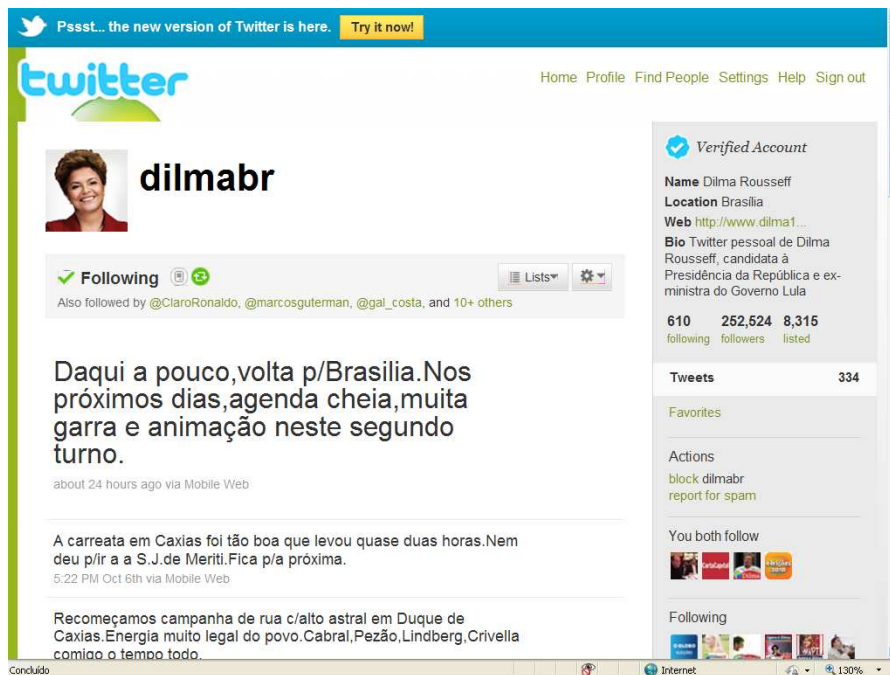 Pssst... the new version of Twitter is here. Try it now!
twitter
Home Profile Find People Settings Help Sign out
dilmabr
Following
Lists
Also followed by @ClaroRonaldo, @marcosguterman, @gal_costa, and 10+ others
Daqui a pouco,volta p/Brasilia.Nos
próximos dias,agenda cheia,muita
garra e animação neste segundo
turno.
about 24 hours ago via Mobile Web
A carreata em Caxias foi tão boa que levou quase duas horas.Nem
deu p/ir a a S.J.de Meriti.Fica p/a próxima.
5:22 PM Oct 6th via Mobile Web
Recomeçamos campanha de rua c/alto astral em Duque de
Caxias.Energia muito legal do povo.Cabral,Pezão,Lindberg,Crivella
comigo o tempo todo.
Verified Account
Name Dilma Rousseff
Location Brasília
Web http://www.dilma1...
Bio Twitter pessoal de Dilma
Rousseff, candidata à
Presidência da República e ex-
ministra do Governo Lula
610 252,524 8,315
following followers listed
Tweets 334
Favorites
Actions
block dilmabr
report for spam
You both follow
CartaCapital
Dilma
Following
Concluído
Internet
130%